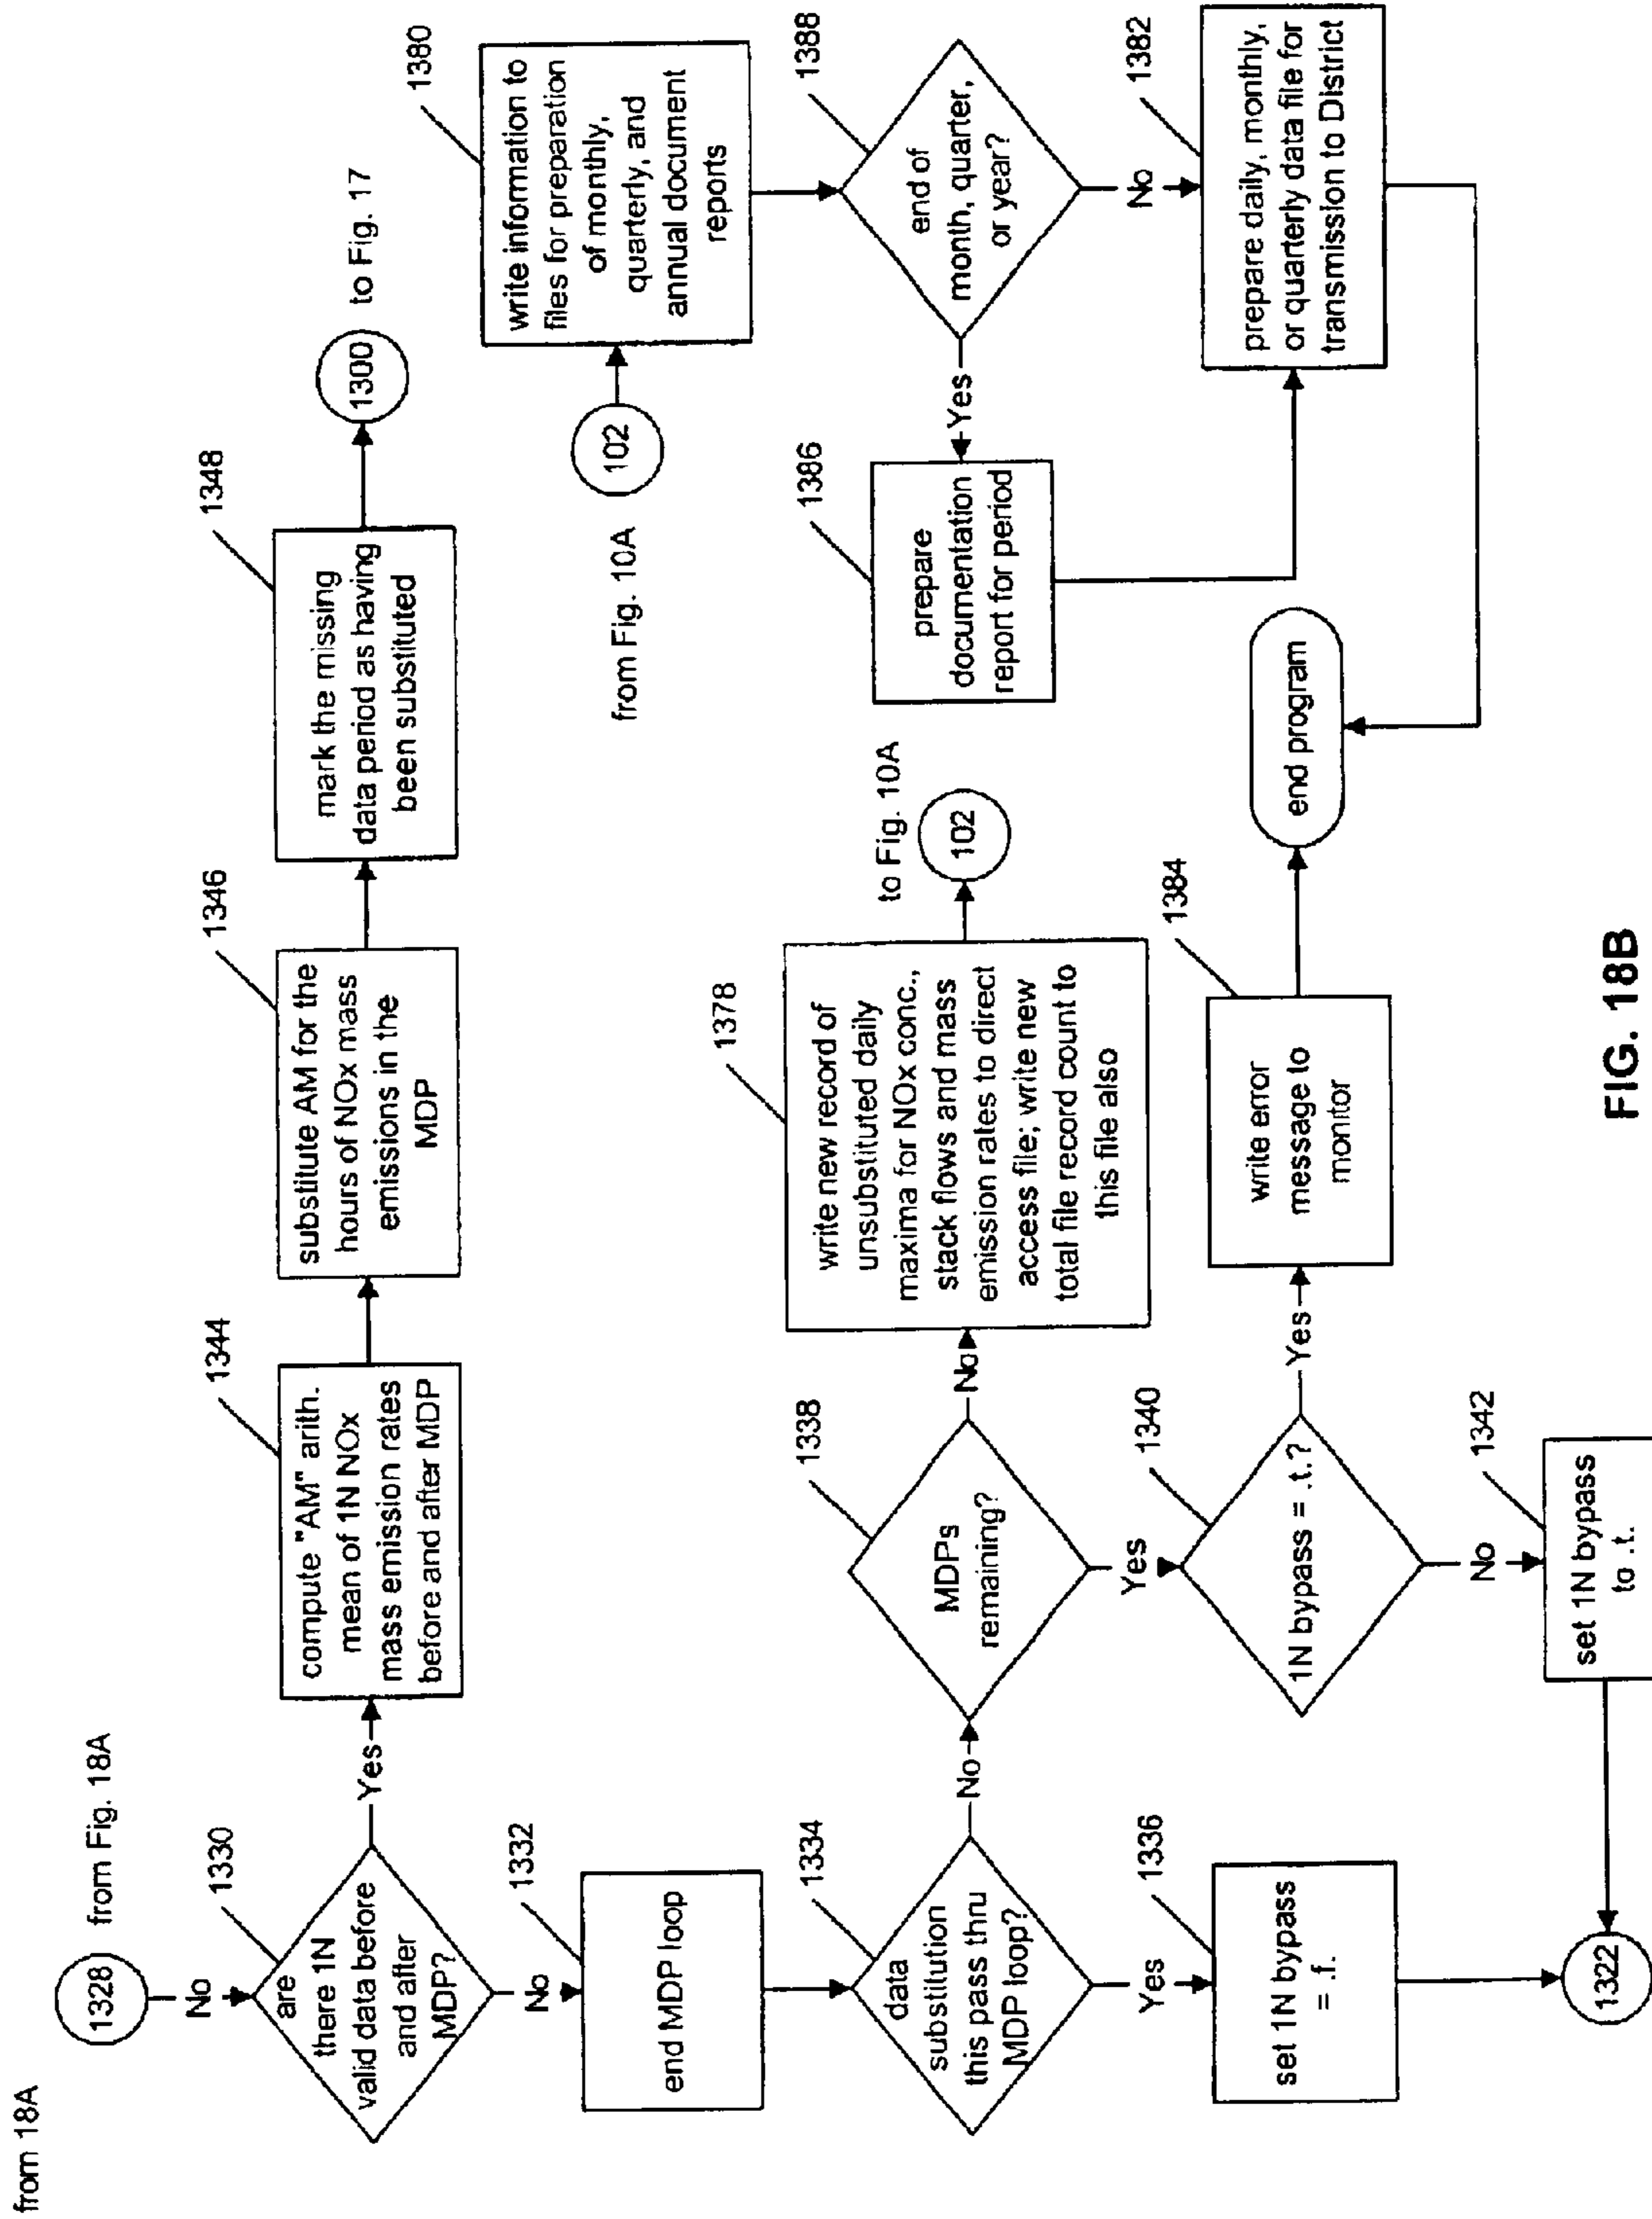 from 18A
1328
from Fig. 18A
No
1330
are
there 1N
valid data before
and after
MDP?
Yes
1344
compute "AM" arith.
mean of 1N NOx
mass emission rates
before and after MDP
1346
substitute AM for the
hours of NOx mass
emissions in the
MDP
1348
mark the missing
data period as having
been substituted
1300
to Fig. 17
No
1332
end MDP loop
1334
data
substitution
this pass thru
MDP loop?
No
1338
MDPs
remaining?
No
1378
write new record of
unsubstituted daily
maxima for NOx conc.,
stack flows and mass
emission rates to direct
access file; write new
total file record count to
this file also
to Fig. 10A
102
Yes
1336
set 1N bypass
= .f.
1322
Yes
1340
1N bypass = .t.?
Yes
1384
write error
message to
monitor
end program
No
1342
set 1N bypass
to .t.
from Fig. 10A
102
1380
write information to
files for preparation
of monthly,
quarterly, and
annual document
reports
1388
end of
month, quarter,
or year?
Yes
1386
prepare
documentation
report for period
No
1382
prepare daily, monthly,
or quarterly data file for
transmission to District
FIG. 18B